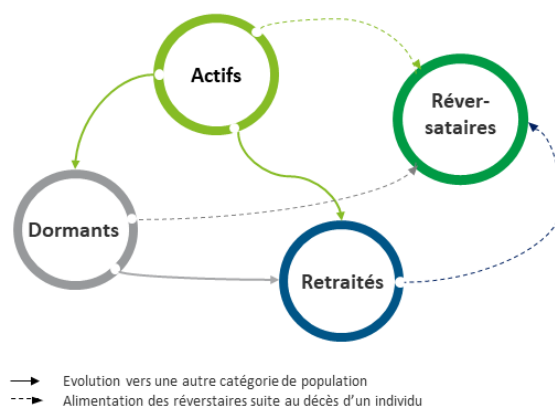 Actifs
Réver-
sataires
Dormants
Retraités
Evolution vers une autre catégorie de population
Alimentation des réverstaires suite au décès d'un individu